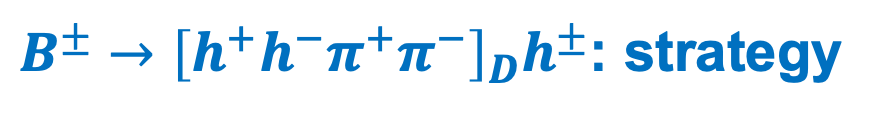 B± → [h⁺h⁻π⁺π⁻]_D h±: strategy